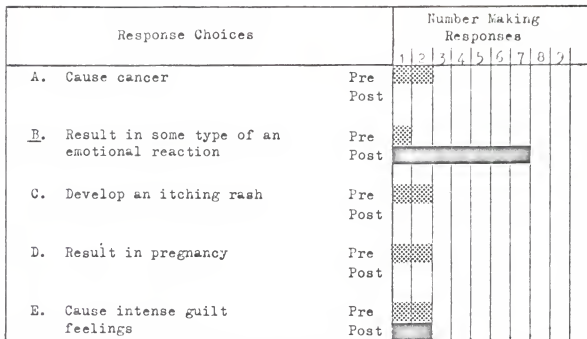 Response Choices
Number Making
Responses
1 2 3 4 5 6 7 8 9
A. Cause cancer Pre
Post
B. Result in some type of an Pre
emotional reaction Post
C. Develop an itching rash Pre
Post
D. Result in pregnancy Pre
Post
E. Cause intense guilt Pre
feelings Post